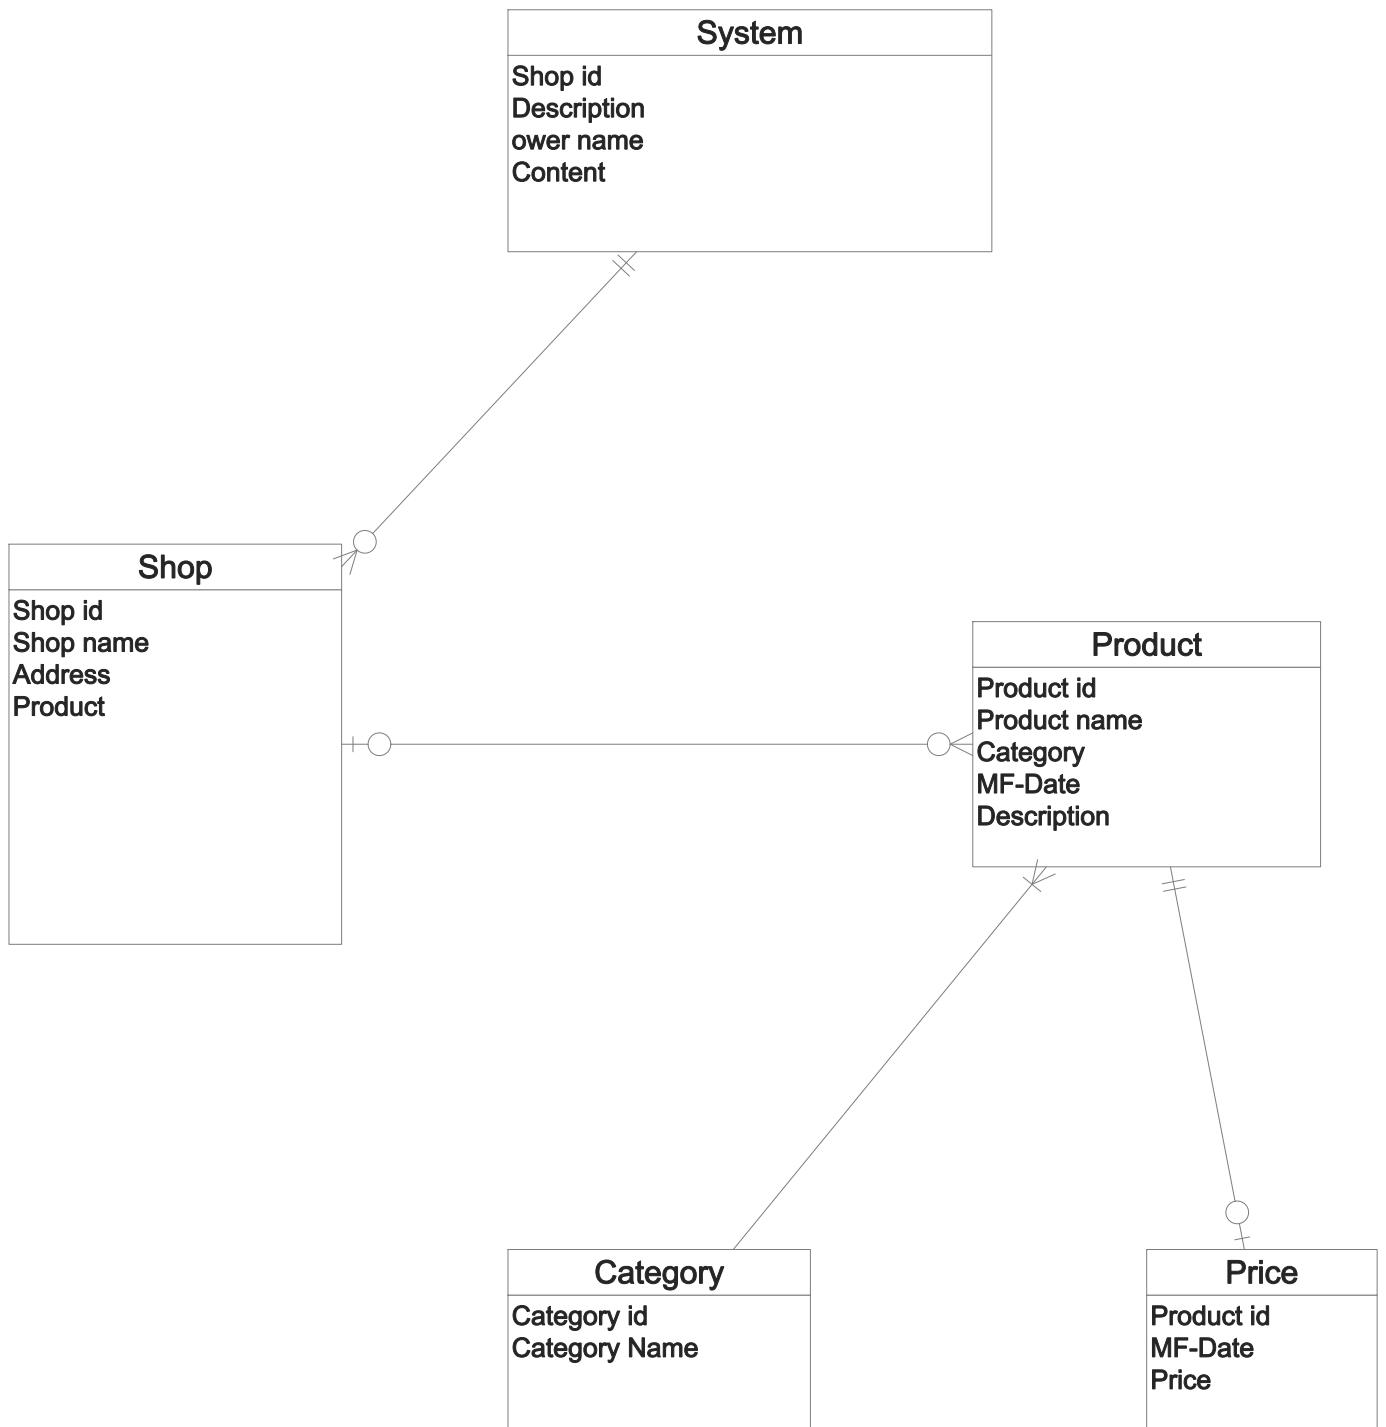 System
Shop id
Description
ower name
Content
Shop
Shop id
Shop name
Address
Product
Product
Product id
Product name
Category
MF-Date
Description
Category
Category id
Category Name
Price
Product id
MF-Date
Price